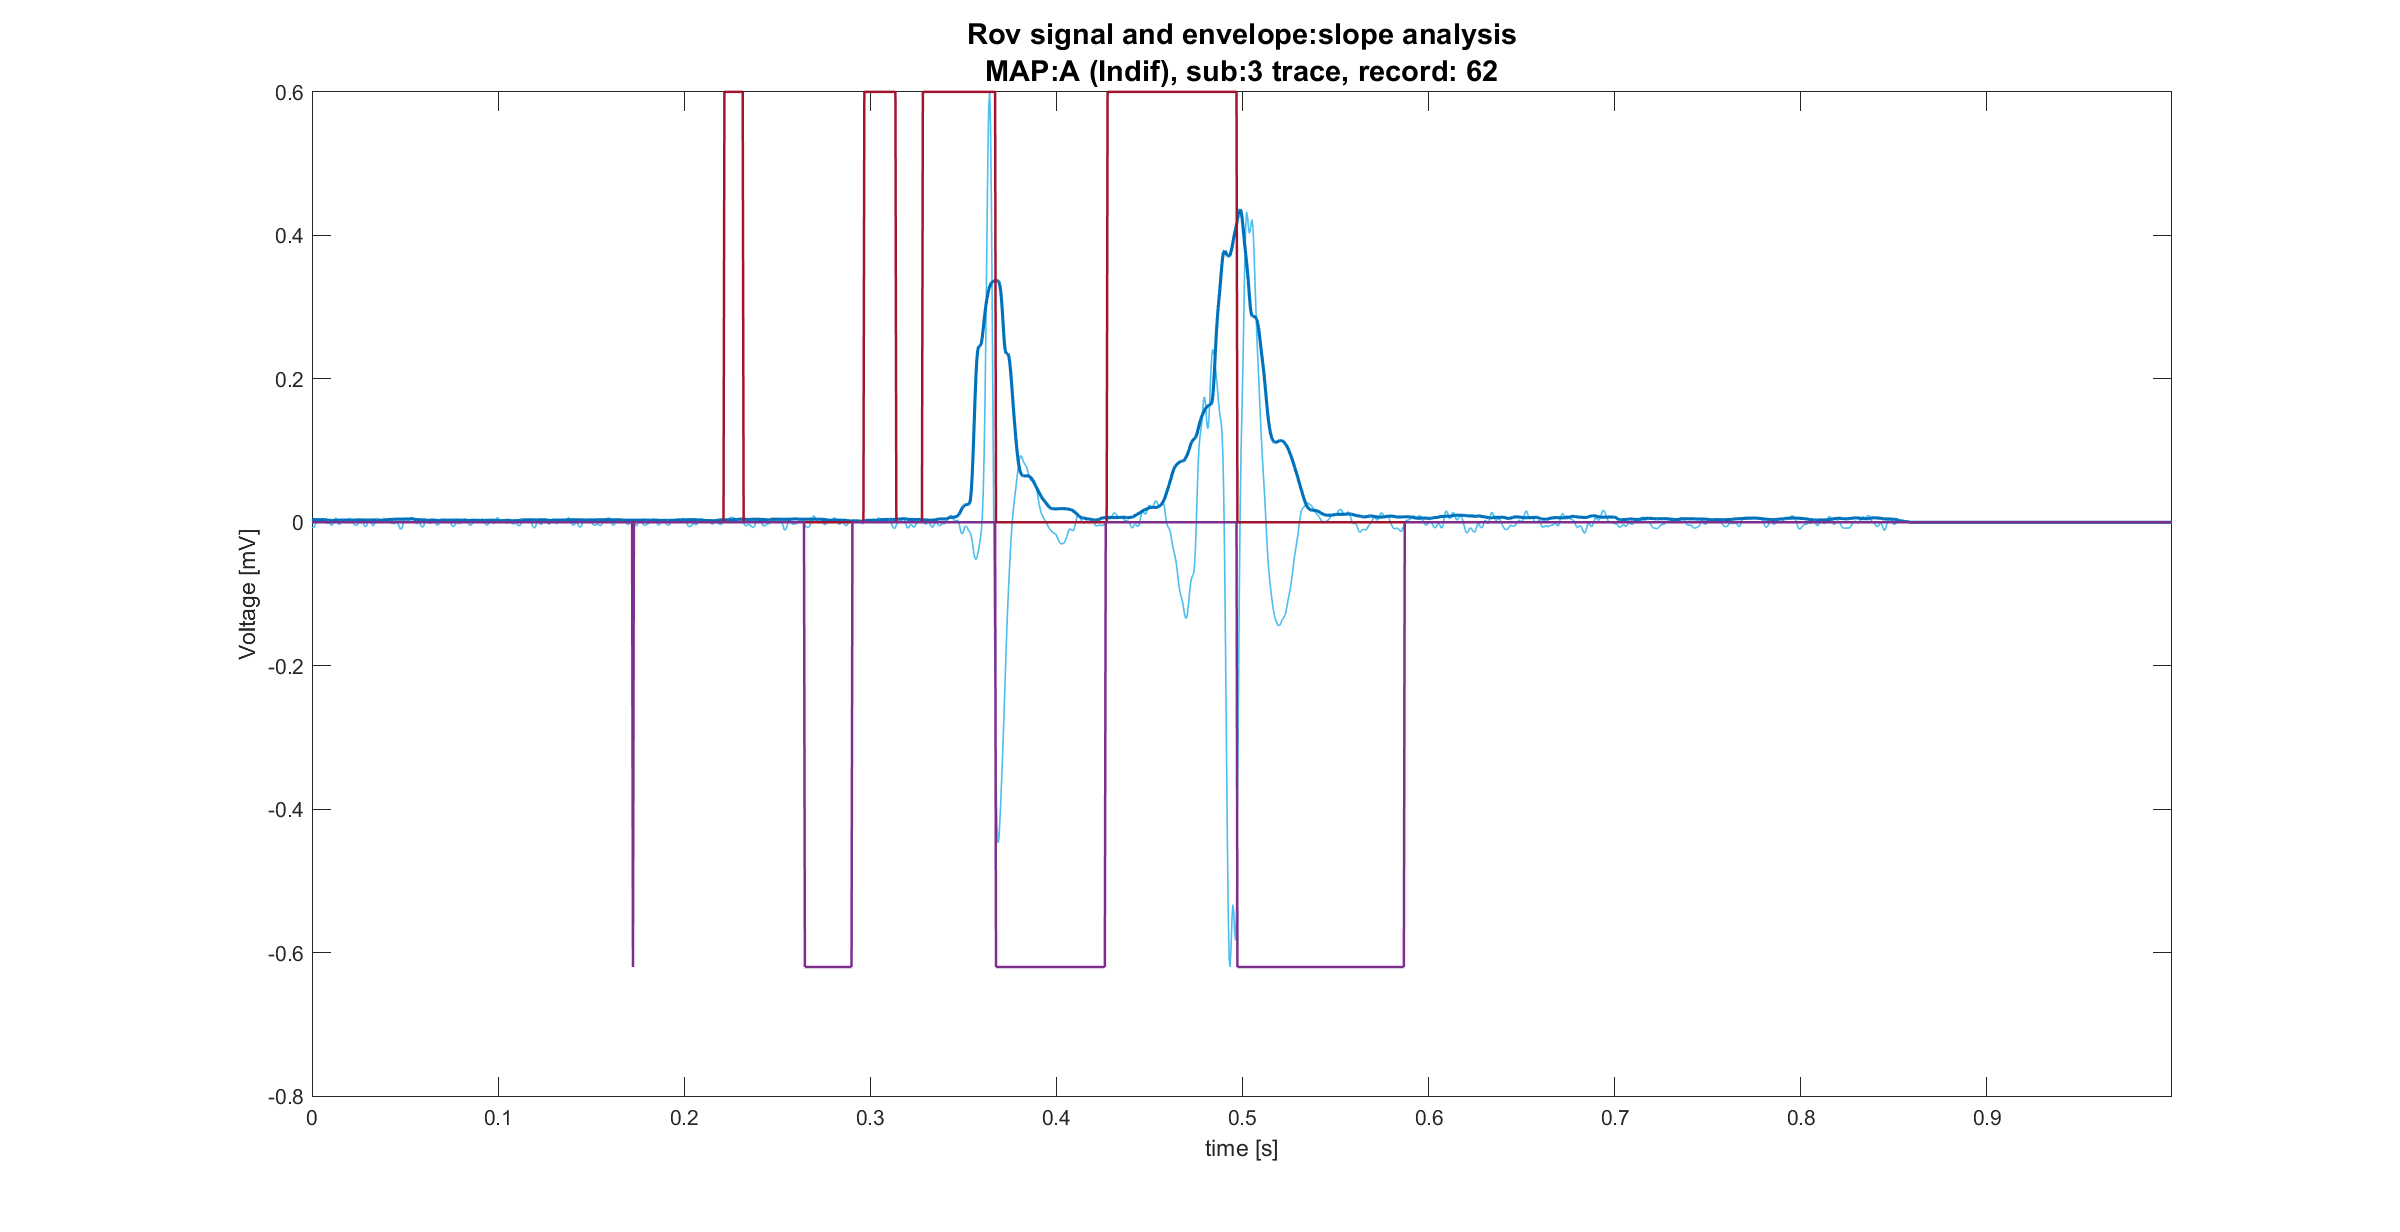 Rov signal and envelope:slope analysis
MAP:A (Indif), sub:3 trace, record: 62
0.6
0.4
0.2
0
-0.2
-0.4
-0.6
-0.8
Voltage [mV]
0 0.1 0.2 0.3 0.4 0.5 0.6 0.7 0.8 0.9
time [s]